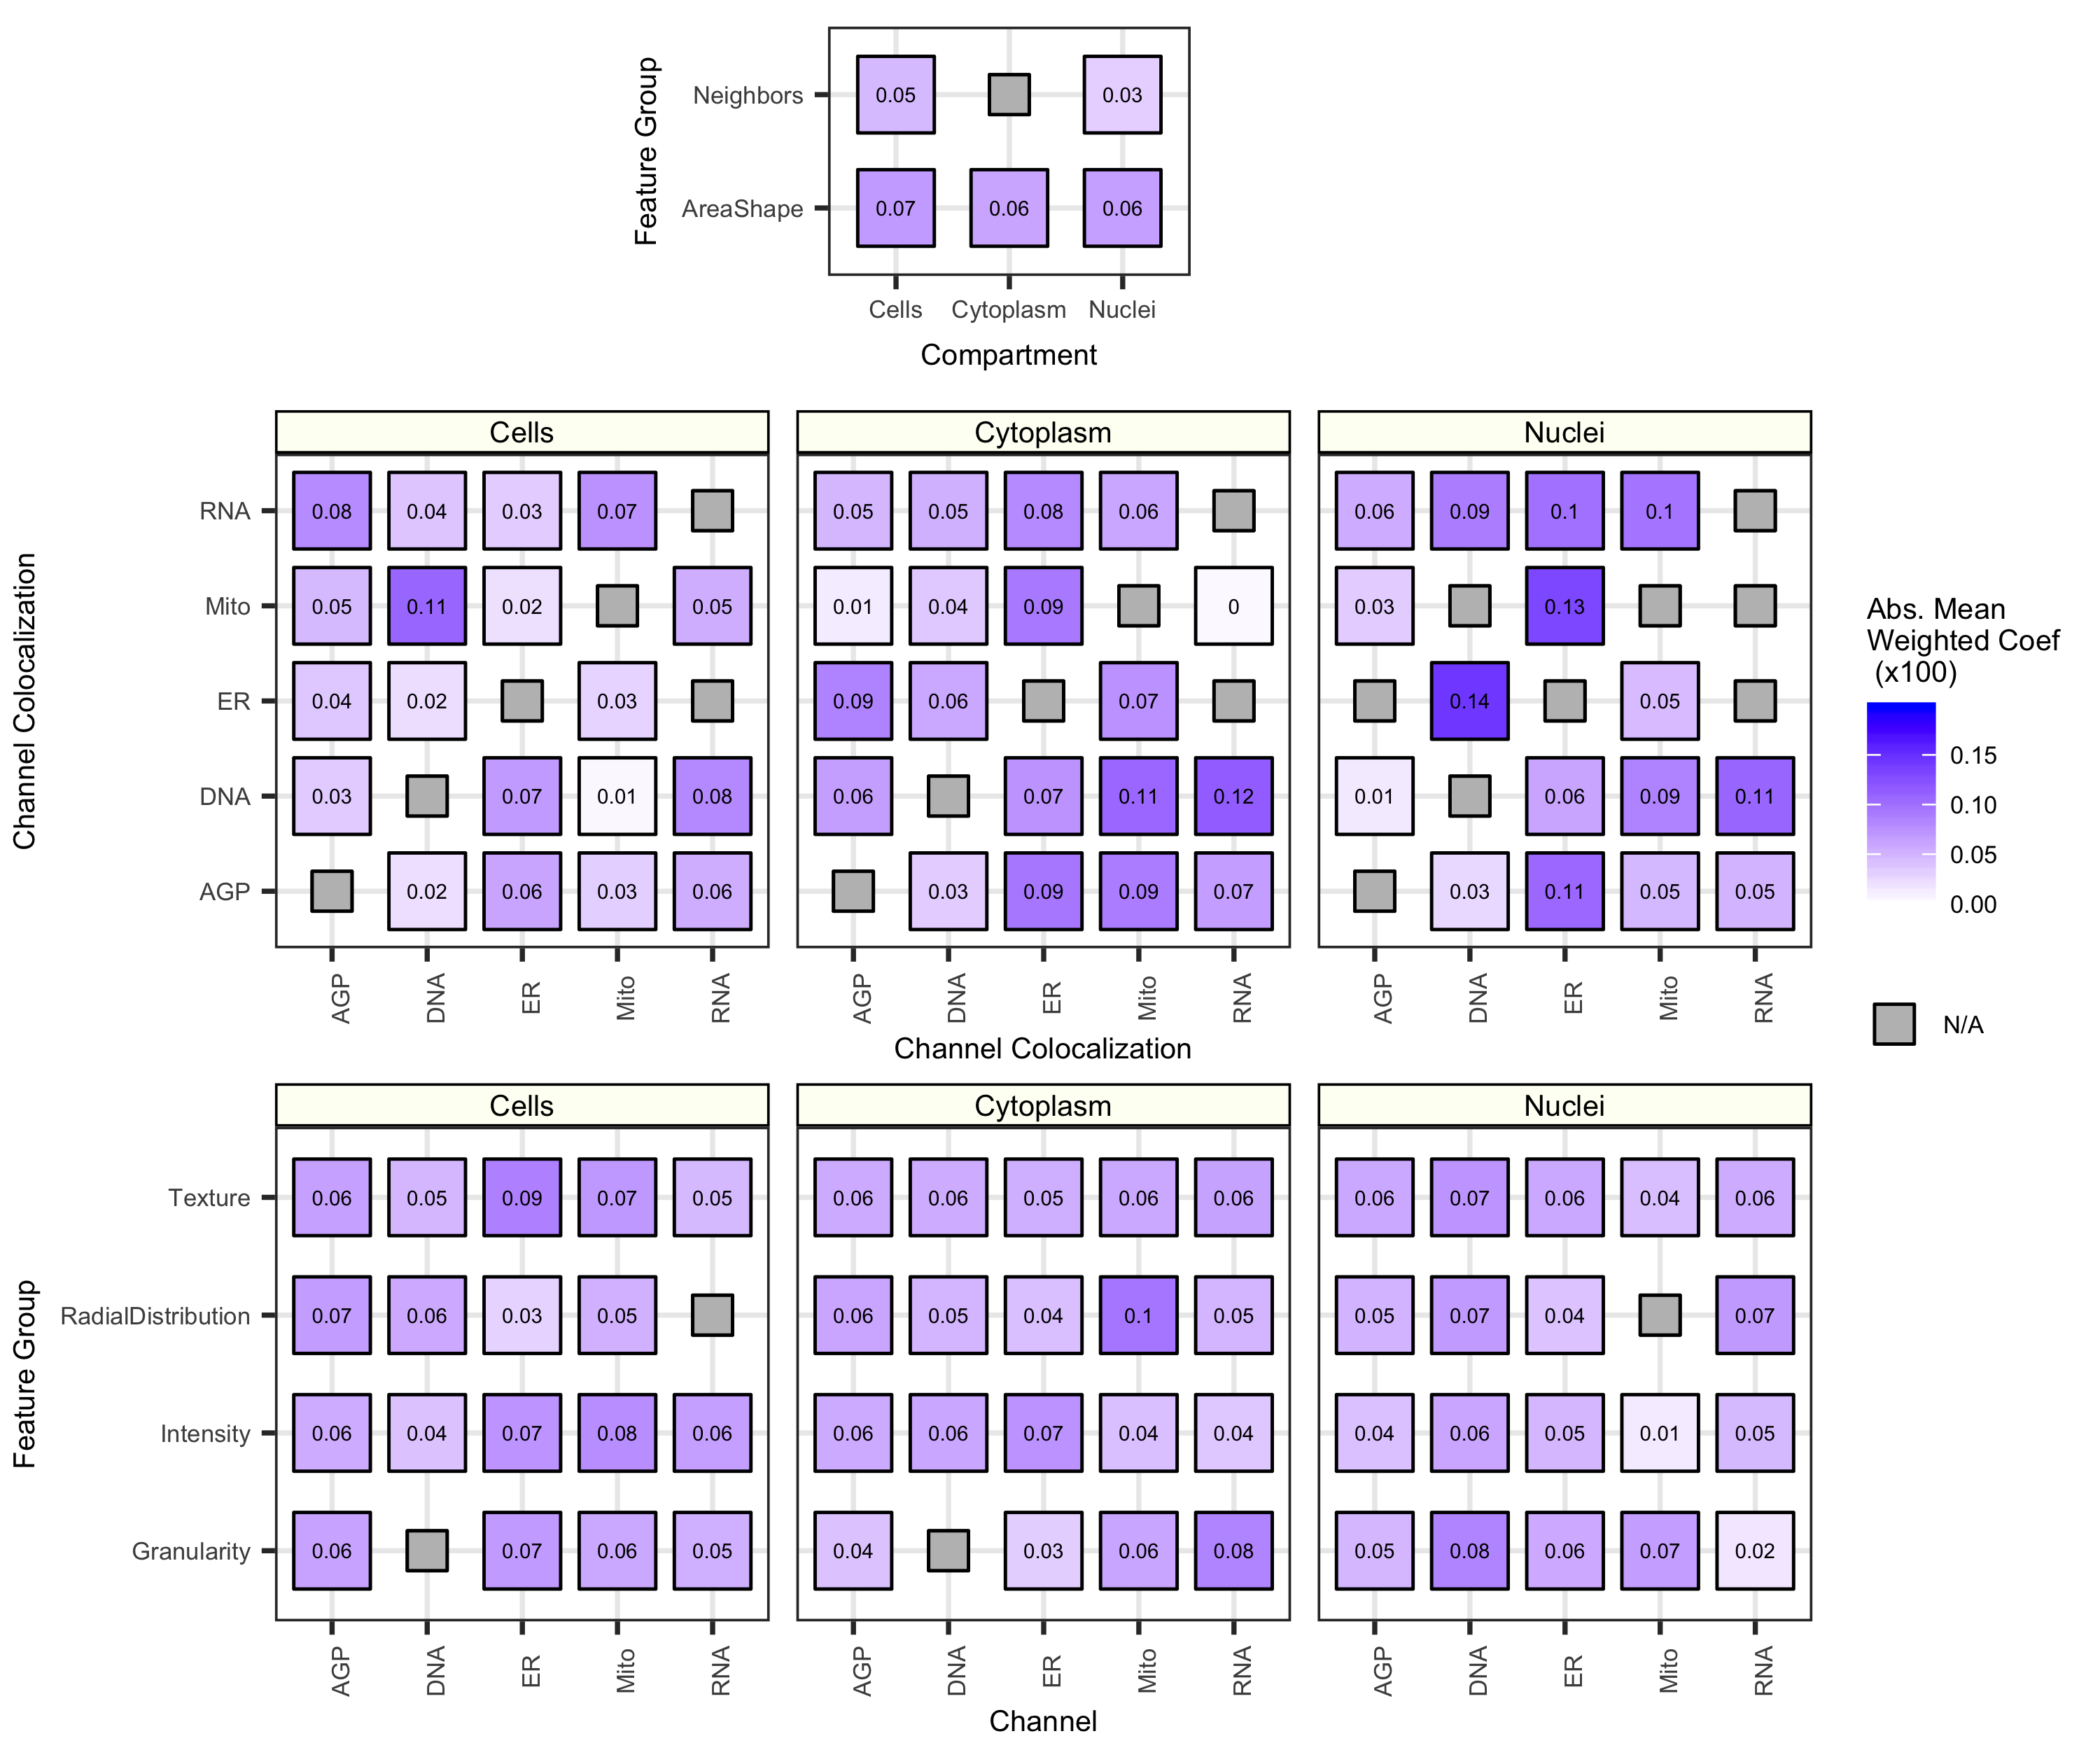 Feature Group
Neighbors 0.05 0.03
AreaShape 0.07 0.06 0.06
Cells Cytoplasm Nuclei
Compartment
Channel Colocalization
Cells Cytoplasm Nuclei
RNA 0.08 0.04 0.03 0.07 0.05 0.05 0.08 0.06 0.06 0.09 0.1 0.1
Mito 0.05 0.11 0.02 0.05 0.01 0.04 0.09 0 0.03 0.13
ER 0.04 0.02 0.03 0.09 0.06 0.07 0.14 0.05
DNA 0.03 0.07 0.01 0.08 0.06 0.07 0.11 0.12 0.01 0.06 0.09 0.11
AGP 0.02 0.06 0.03 0.06 0.03 0.09 0.09 0.07 0.03 0.11 0.05 0.05
AGP DNA ER Mito RNA AGP DNA ER Mito RNA AGP DNA ER Mito RNA
Channel Colocalization
Abs. Mean
Weighted Coef
(x100)
0.15
0.10
0.05
0.00
N/A
Feature Group
Cells Cytoplasm Nuclei
Texture 0.06 0.05 0.09 0.07 0.05 0.06 0.06 0.05 0.06 0.06 0.06 0.07 0.06 0.04 0.06
RadialDistribution 0.07 0.06 0.03 0.05 0.06 0.05 0.04 0.1 0.05 0.05 0.07 0.04 0.07
Intensity 0.06 0.04 0.07 0.08 0.06 0.06 0.06 0.07 0.04 0.04 0.04 0.06 0.05 0.01 0.05
Granularity 0.06 0.07 0.06 0.05 0.04 0.03 0.06 0.08 0.05 0.08 0.06 0.07 0.02
AGP DNA ER Mito RNA AGP DNA ER Mito RNA AGP DNA ER Mito RNA
Channel